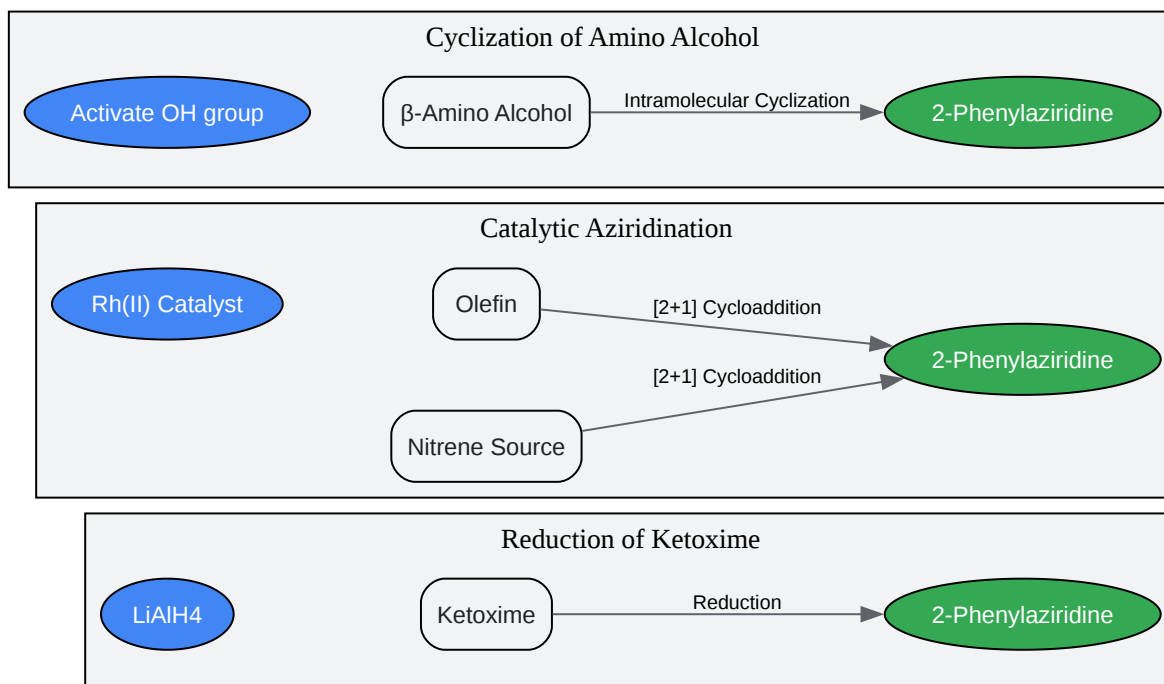 Cyclization of Amino Alcohol
Activate OH group
β-Amino Alcohol
Intramolecular Cyclization
2-Phenylaziridine
Catalytic Aziridination
Rh(II) Catalyst
Olefin
[2+1] Cycloaddition
2-Phenylaziridine
[2+1] Cycloaddition
Nitrene Source
Reduction of Ketoxime
LiAlH4
Ketoxime
Reduction
2-Phenylaziridine